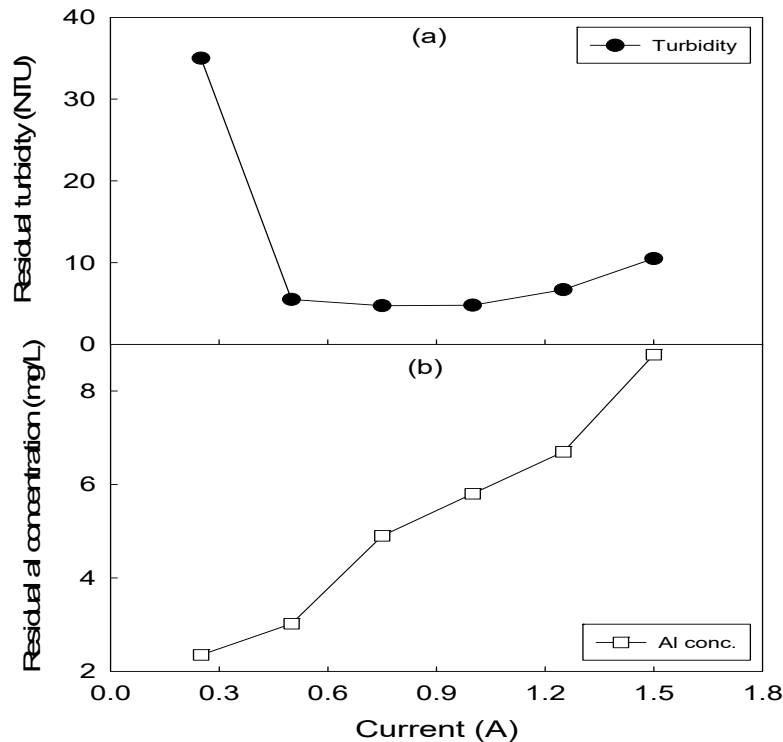 40
(a)
Turbidity
30
20
10
0
Residual turbidity (NTU)
(b)
8
6
4
2
Residual al concentration (mg/L)
Al conc.
0.0 0.3 0.6 0.9 1.2 1.5 1.8
Current (A)